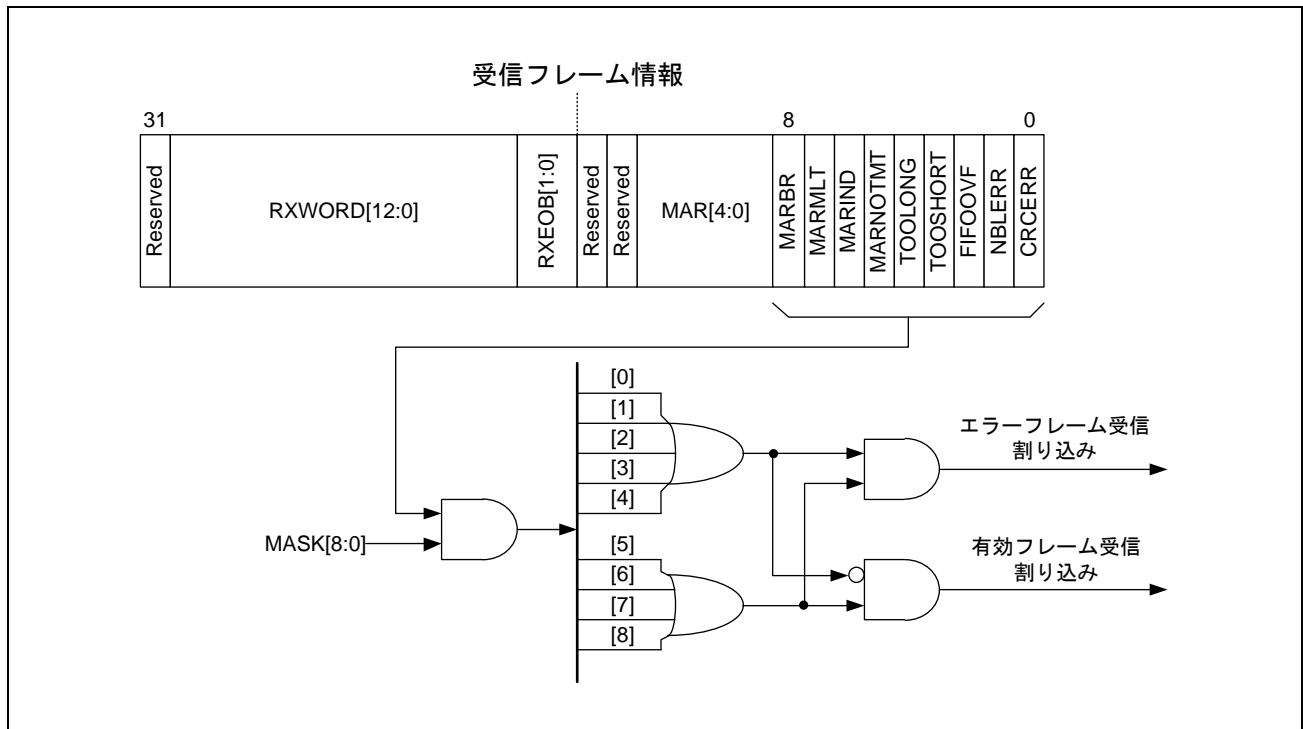 受信フレーム情報
31
8
0
Reserved
RXWORD[12:0]
RXEOB[1:0]
Reserved
Reserved
MAR[4:0]
MARBR
MARMLT
MARIND
MARNOTMT
TOOLONG
TOOSHORT
FIFOOVF
NBLERR
CRCERR
[0]
[1]
[2]
[3]
[4]
エラーフレーム受信
割り込み
MASK[8:0]
[5]
[6]
[7]
[8]
有効フレーム受信
割り込み